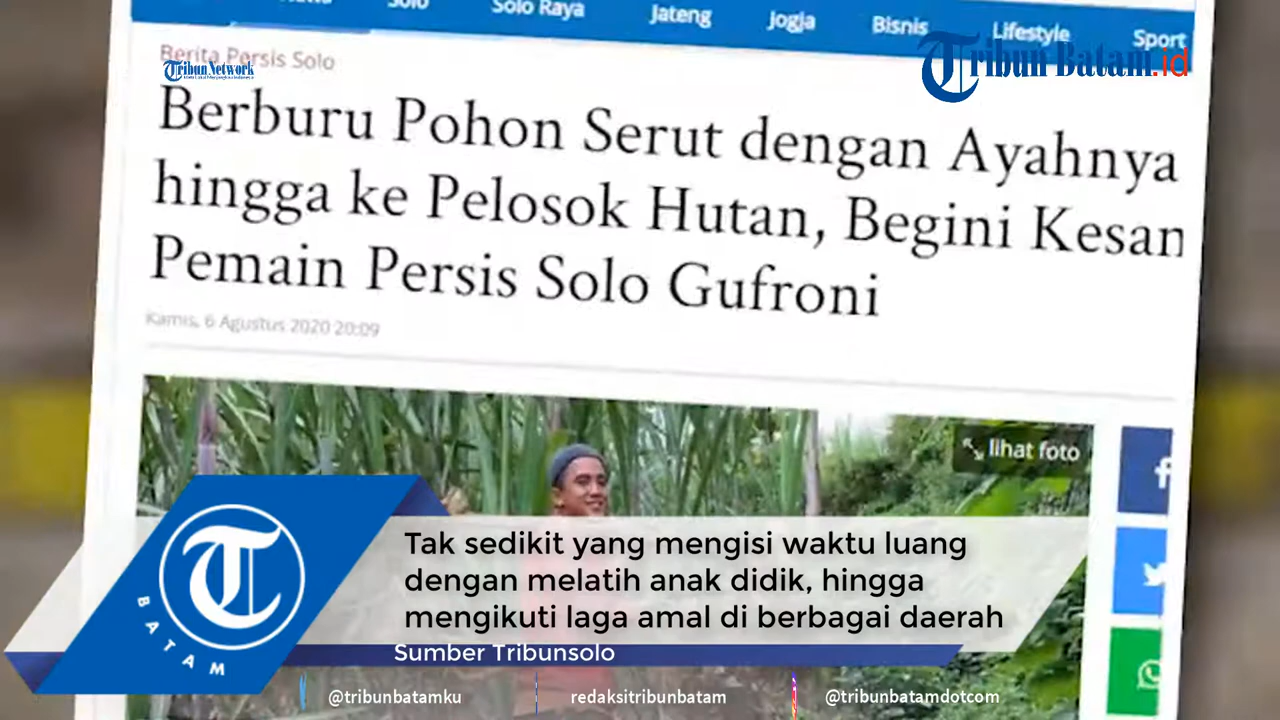 News Solo Solo Raya Jateng Jogja Bisnis Lifestyle Sport
Berita Persis Solo
Tribun Network
Tribun Batam.id
Berburu Pohon Serut dengan Ayahnya
hingga ke Pelosok Hutan, Begini Kesan
Pemain Persis Solo Gufroni
Kamis, 6 Agustus 2020 20:09
lihat foto
BATAM
Tak sedikit yang mengisi waktu luang
dengan melatih anak didik, hingga
mengikuti laga amal di berbagai daerah
Sumber Tribunsolo
@tribunbatamku redaksitribunbatam @tribunbatamdotcom